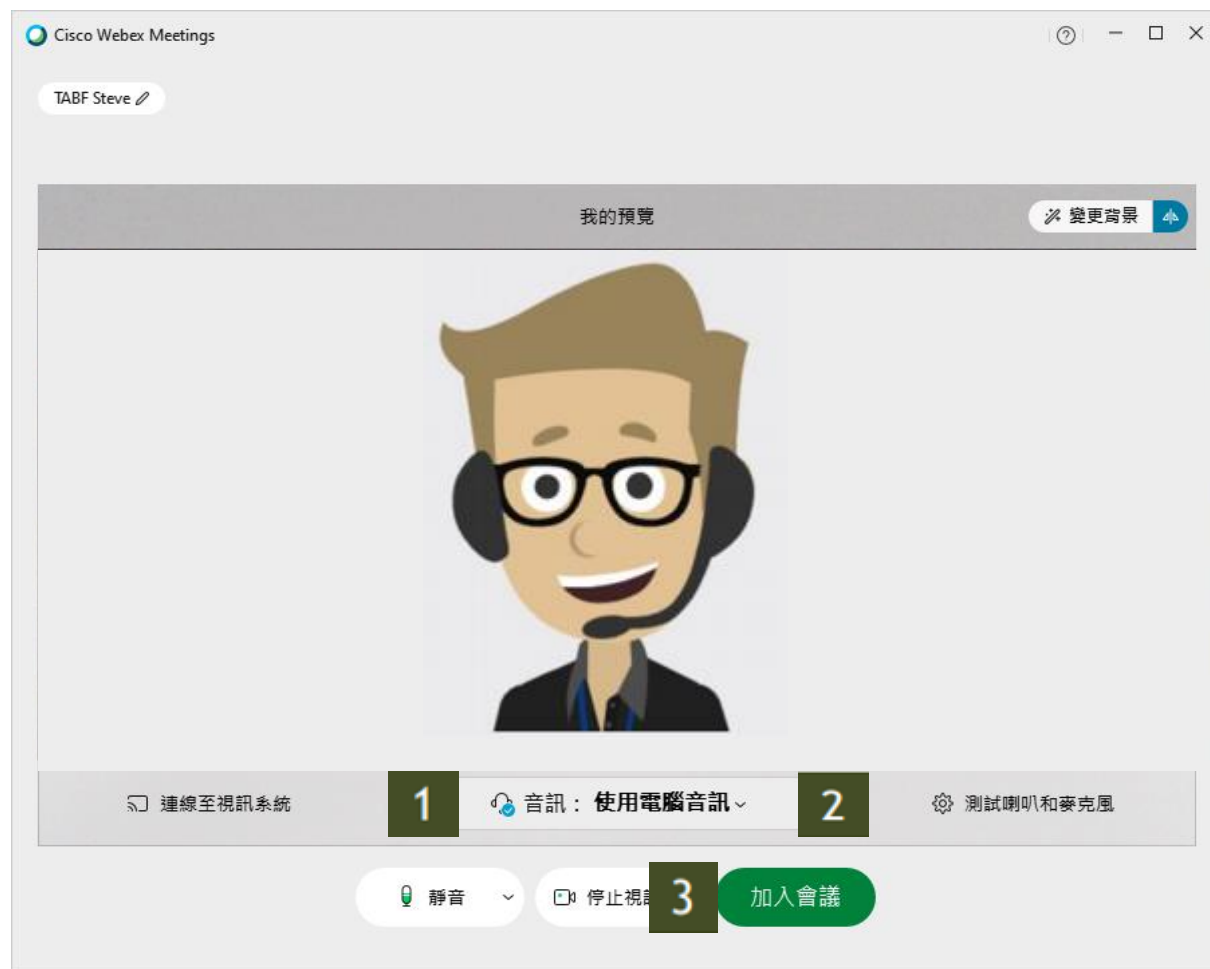 Cisco Webex Meetings
TABF Steve
我的預覽
變更背景
連線至視訊系統
1
音訊： 使用電腦音訊
2
測試喇叭和麥克風
靜音
停止視
3
加入會議